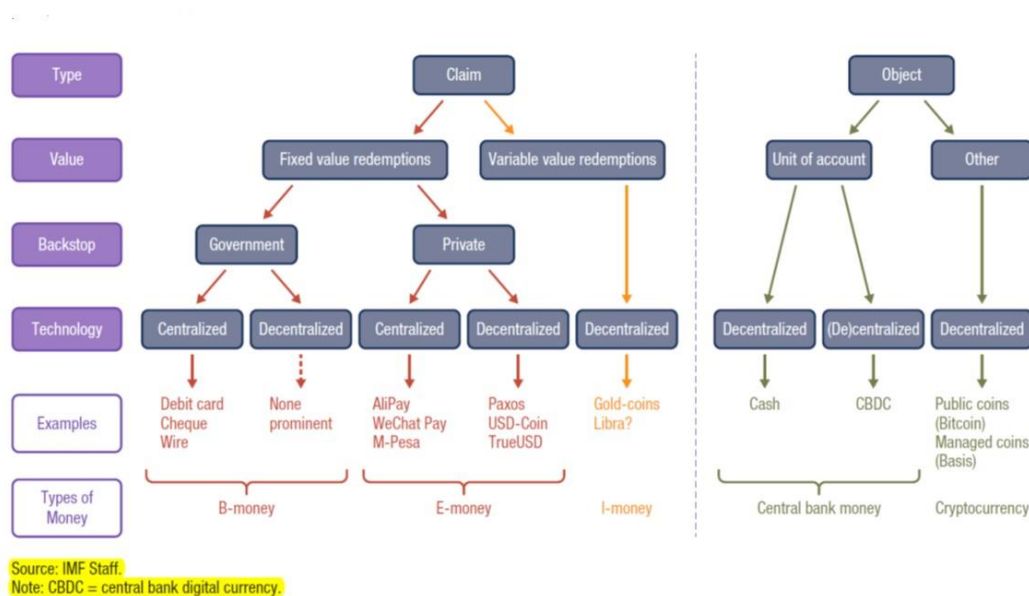 Type
Claim
Object
Value
Fixed value redemptions
Variable value redemptions
Unit of account
Other
Backstop
Government
Private
Technology
Centralized
Decentralized
Centralized
Decentralized
Decentralized
Decentralized
(De)centralized
Decentralized
Examples
Debit card
Cheque
Wire
None
prominent
AliPay
WeChat Pay
M-Pesa
Paxos
USD-Coin
TrueUSD
Gold-coins
Libra?
Cash
CBDC
Public coins
(Bitcoin)
Managed coins
(Basis)
Types of
Money
B-money
E-money
I-money
Central bank money
Cryptocurrency
Source: IMF Staff.
Note: CBDC = central bank digital currency.